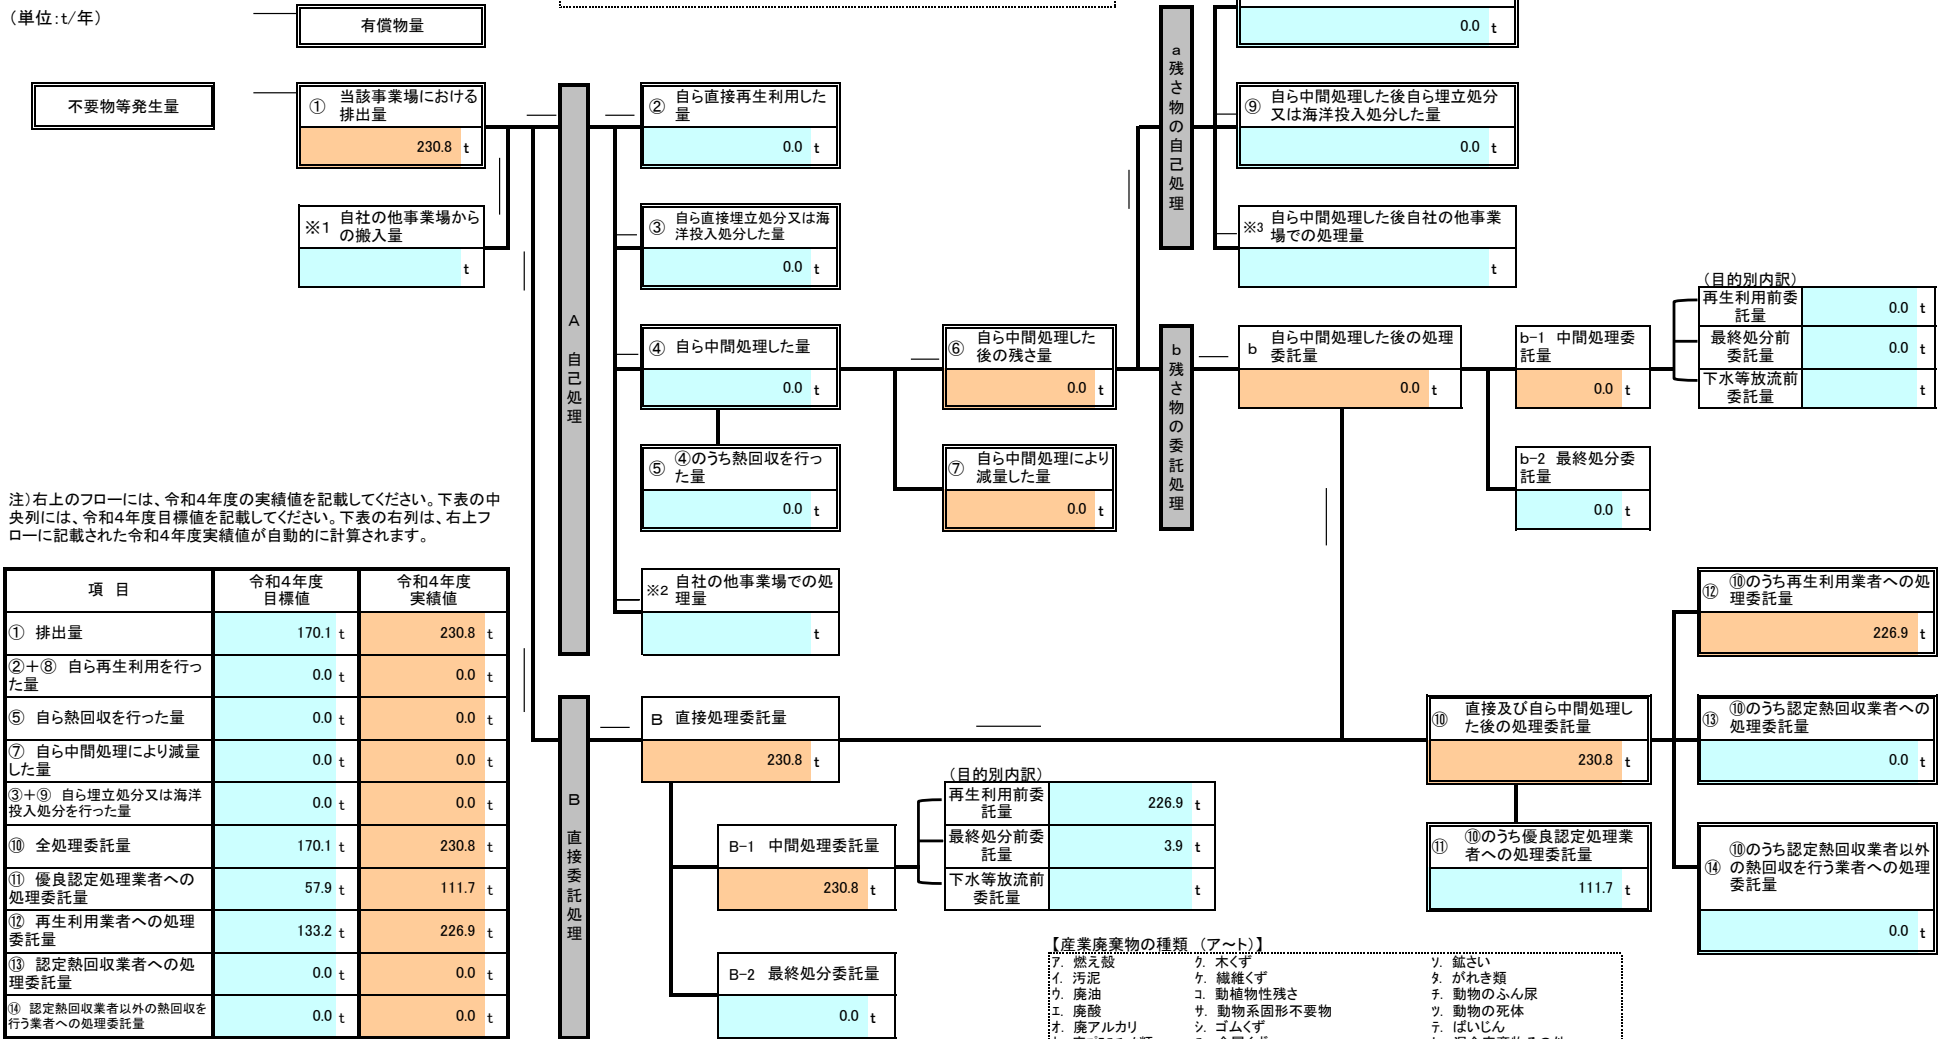 (単位:t/年)
有償物量
0.0 t
不要物等発生量
① 当該事業場における
排出量
230.8 t
※1 自社の他事業場から
の搬入量
t
A 自己処理
② 自ら直接再生利用した
量
0.0 t
③ 自ら直接埋立処分又は海
洋投入処分した量
0.0 t
④ 自ら中間処理した量
0.0 t
⑤ ④のうち熱回収を行っ
た量
0.0 t
※2 自社の他事業場での処
理量
t
⑥ 自ら中間処理した
後の残さ量
0.0 t
⑦ 自ら中間処理により
減量した量
0.0 t
a 残さ物の自己処理
⑨ 自ら中間処理した後自ら埋立処分
又は海洋投入処分した量
0.0 t
※3 自ら中間処理した後自社の他事業
場での処理量
t
b 残さ物の委託処理
b 自ら中間処理した後の処理
委託量
0.0 t
b-1 中間処理委
託量
0.0 t
b-2 最終処分委
託量
0.0 t
(目的別内訳)
再生利用前委
託量 0.0 t
最終処分前
委託量 0.0 t
下水等放流前
委託量 t
注)右上のフローには、令和4年度の実績値を記載してください。下表の中
央列には、令和4年度目標値を記載してください。下表の右列は、右上フ
ローに記載された令和4年度実績値が自動的に計算されます。
項 目 令和4年度 令和4年度
目標値 実績値
① 排出量 170.1 t 230.8 t
②+⑧ 自ら再生利用を行っ
た量 0.0 t 0.0 t
⑤ 自ら熱回収を行った量 0.0 t 0.0 t
⑦ 自ら中間処理により減量
した量 0.0 t 0.0 t
③+⑨ 自ら埋立処分又は海洋
投入処分を行った量 0.0 t 0.0 t
⑩ 全処理委託量 170.1 t 230.8 t
⑪ 優良認定処理業者への
処理委託量 57.9 t 111.7 t
⑫ 再生利用業者への処理
委託量 133.2 t 226.9 t
⑬ 認定熱回収業者への処
理委託量 0.0 t 0.0 t
⑭ 認定熱回収業者以外の熱回収を
行う業者への処理委託量 0.0 t 0.0 t
B 直接委託処理
B 直接処理委託量
230.8 t
B-1 中間処理委託量
230.8 t
B-2 最終処分委託量
0.0 t
(目的別内訳)
再生利用前委
託量 226.9 t
最終処分前委
託量 3.9 t
下水等放流前
委託量 t
⑩ 直接及び自ら中間処理し
た後の処理委託量
230.8 t
⑪ ⑩のうち優良認定処理業
者への処理委託量
111.7 t
⑫ ⑩のうち再生利用業者への処
理委託量
226.9 t
⑬ ⑩のうち認定熱回収業者への
処理委託量
0.0 t
⑭ ⑩のうち認定熱回収業者以外
の熱回収を行う業者への処理
委託量
0.0 t
【産業廃棄物の種類 (ア~ト)】
ア. 燃え殻 ク. 木くず ソ. 鉱さい
イ. 汚泥 ケ. 繊維くず タ. がれき類
ウ. 廃油 コ. 動植物性残さ チ. 動物のふん尿
エ. 廃酸 サ. 動物系固形不要物 ツ. 動物の死体
オ. 廃アルカリ シ. ゴムくず テ. ばいじん